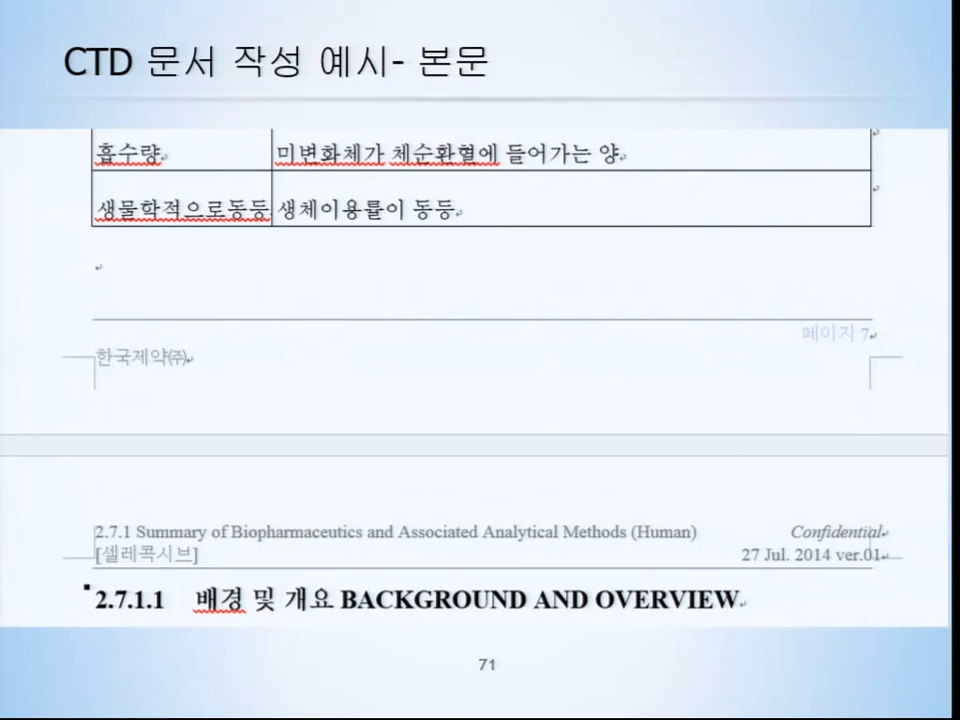 CTD 문서 작성 예시- 본문
흡수량
미변화체가 체순환혈에 들어가는 양
생물학적으로동등
생체이용률이 동등
페이지 7
한국제약㈜
2.7.1 Summary of Biopharmaceutics and Associated Analytical Methods (Human)
Confidential
[셀레콕시브]
27 Jul. 2014 ver.01
2.7.1.1 배경 및 개요 BACKGROUND AND OVERVIEW
71